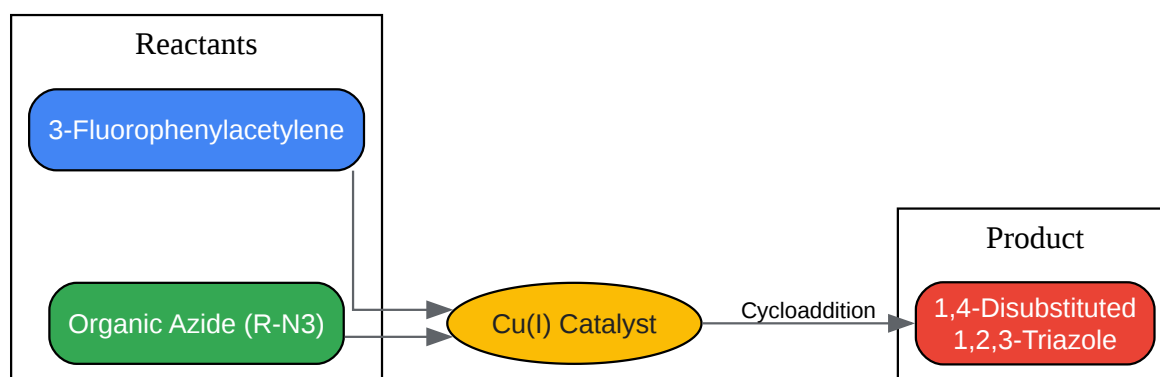 Reactants
3-Fluorophenylacetylene
Organic Azide (R-N3)
Cu(I) Catalyst
Cycloaddition
Product
1,4-Disubstituted
1,2,3-Triazole